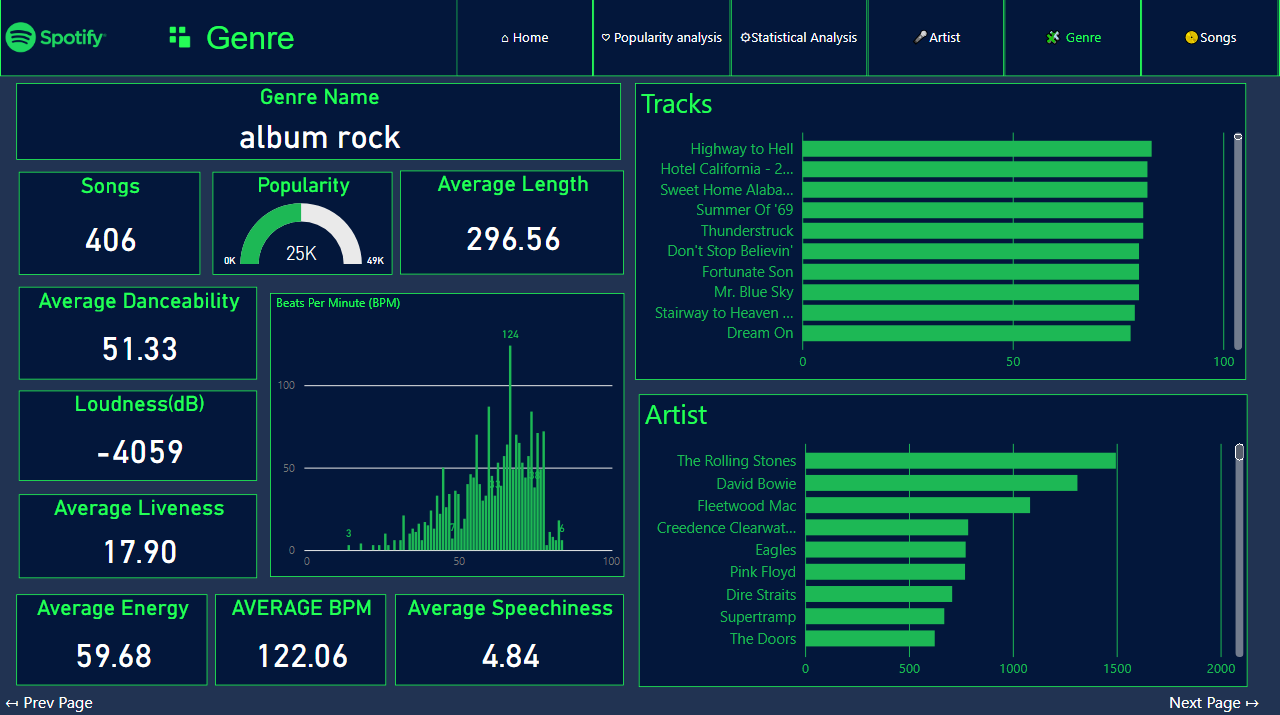 Spotify
Genre
⌂ Home
♡ Popularity analysis
⚙Statistical Analysis
🎤Artist
🧩 Genre
Songs
Genre Name
album rock
Songs
406
Popularity
25K
0K
49K
Average Length
296.56
Average Danceability
51.33
Loudness(dB)
-4059
Average Liveness
17.90
Beats Per Minute (BPM)
124
100
50
0
3
7
33
38
6
0
50
100
Average Energy
59.68
AVERAGE BPM
122.06
Average Speechiness
4.84
Tracks
Highway to Hell
Hotel California - 2...
Sweet Home Alaba...
Summer Of '69
Thunderstruck
Don't Stop Believin'
Fortunate Son
Mr. Blue Sky
Stairway to Heaven ...
Dream On
0
50
100
Artist
The Rolling Stones
David Bowie
Fleetwood Mac
Creedence Clearwat...
Eagles
Pink Floyd
Dire Straits
Supertramp
The Doors
0
500
1000
1500
2000
↤ Prev Page
Next Page ↦